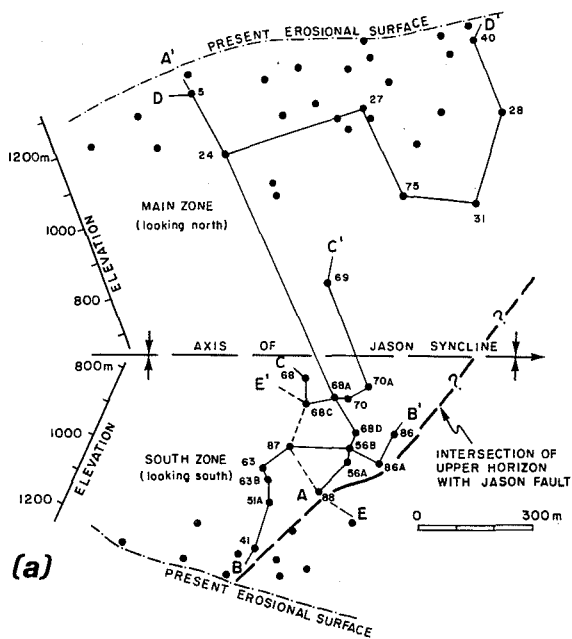 PRESENT EROSIONAL SURFACE
D'
40
A'
D
5
27
28
24
1200m
MAIN ZONE
(looking north)
75
31
1000
ELEVATION
C'
69
800
?
AXIS OF JASON SYNCLINE
800m
C
68
E'
68A
70A
70
?
68C
B'
68D
86
1000
87
56B
SOUTH ZONE
(looking south)
63
56A
86A
INTERSECTION OF
UPPER HORIZON
WITH JASON FAULT
ELEVATION
63B
A
88
51A
1200
E
0
300 m
41
B
(a)
PRESENT EROSIONAL SURFACE